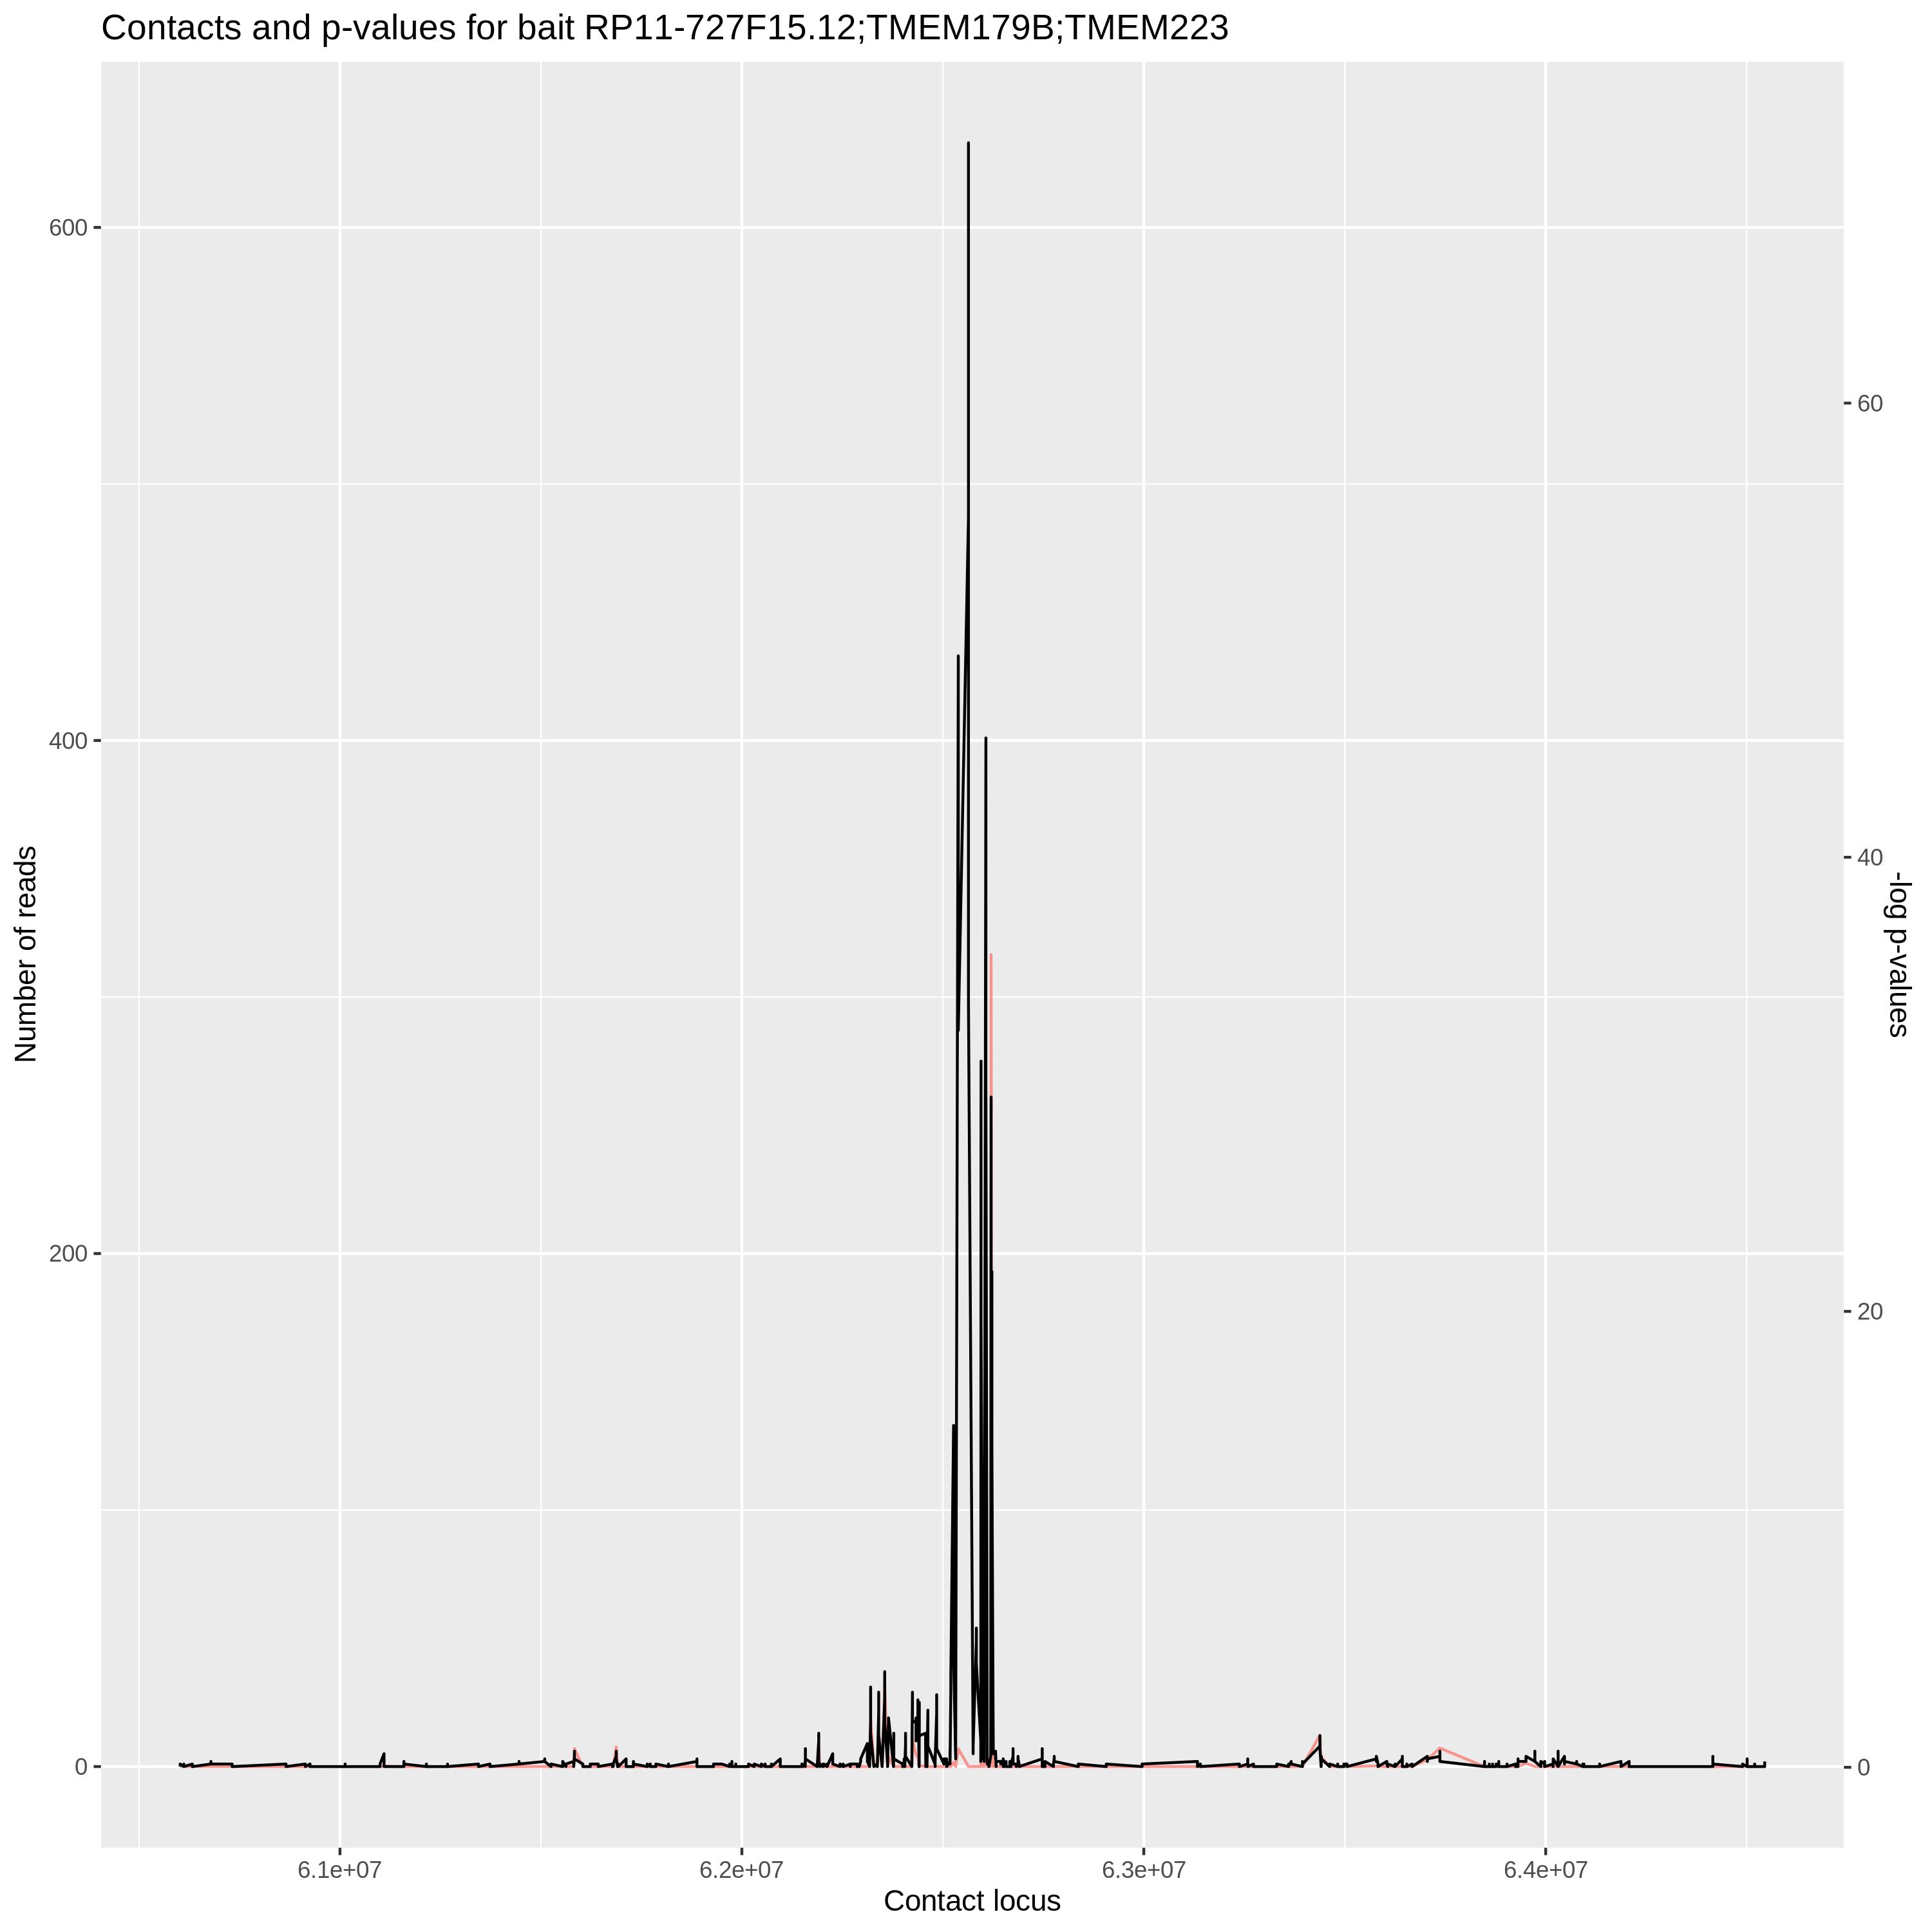 Contacts and p-values for bait RP11-727F15.12;TMEM179B;TMEM223
600
400
200
0
Number of reads
60
40
20
0
-log p-values
6.1e+07
6.2e+07
6.3e+07
6.4e+07
Contact locus